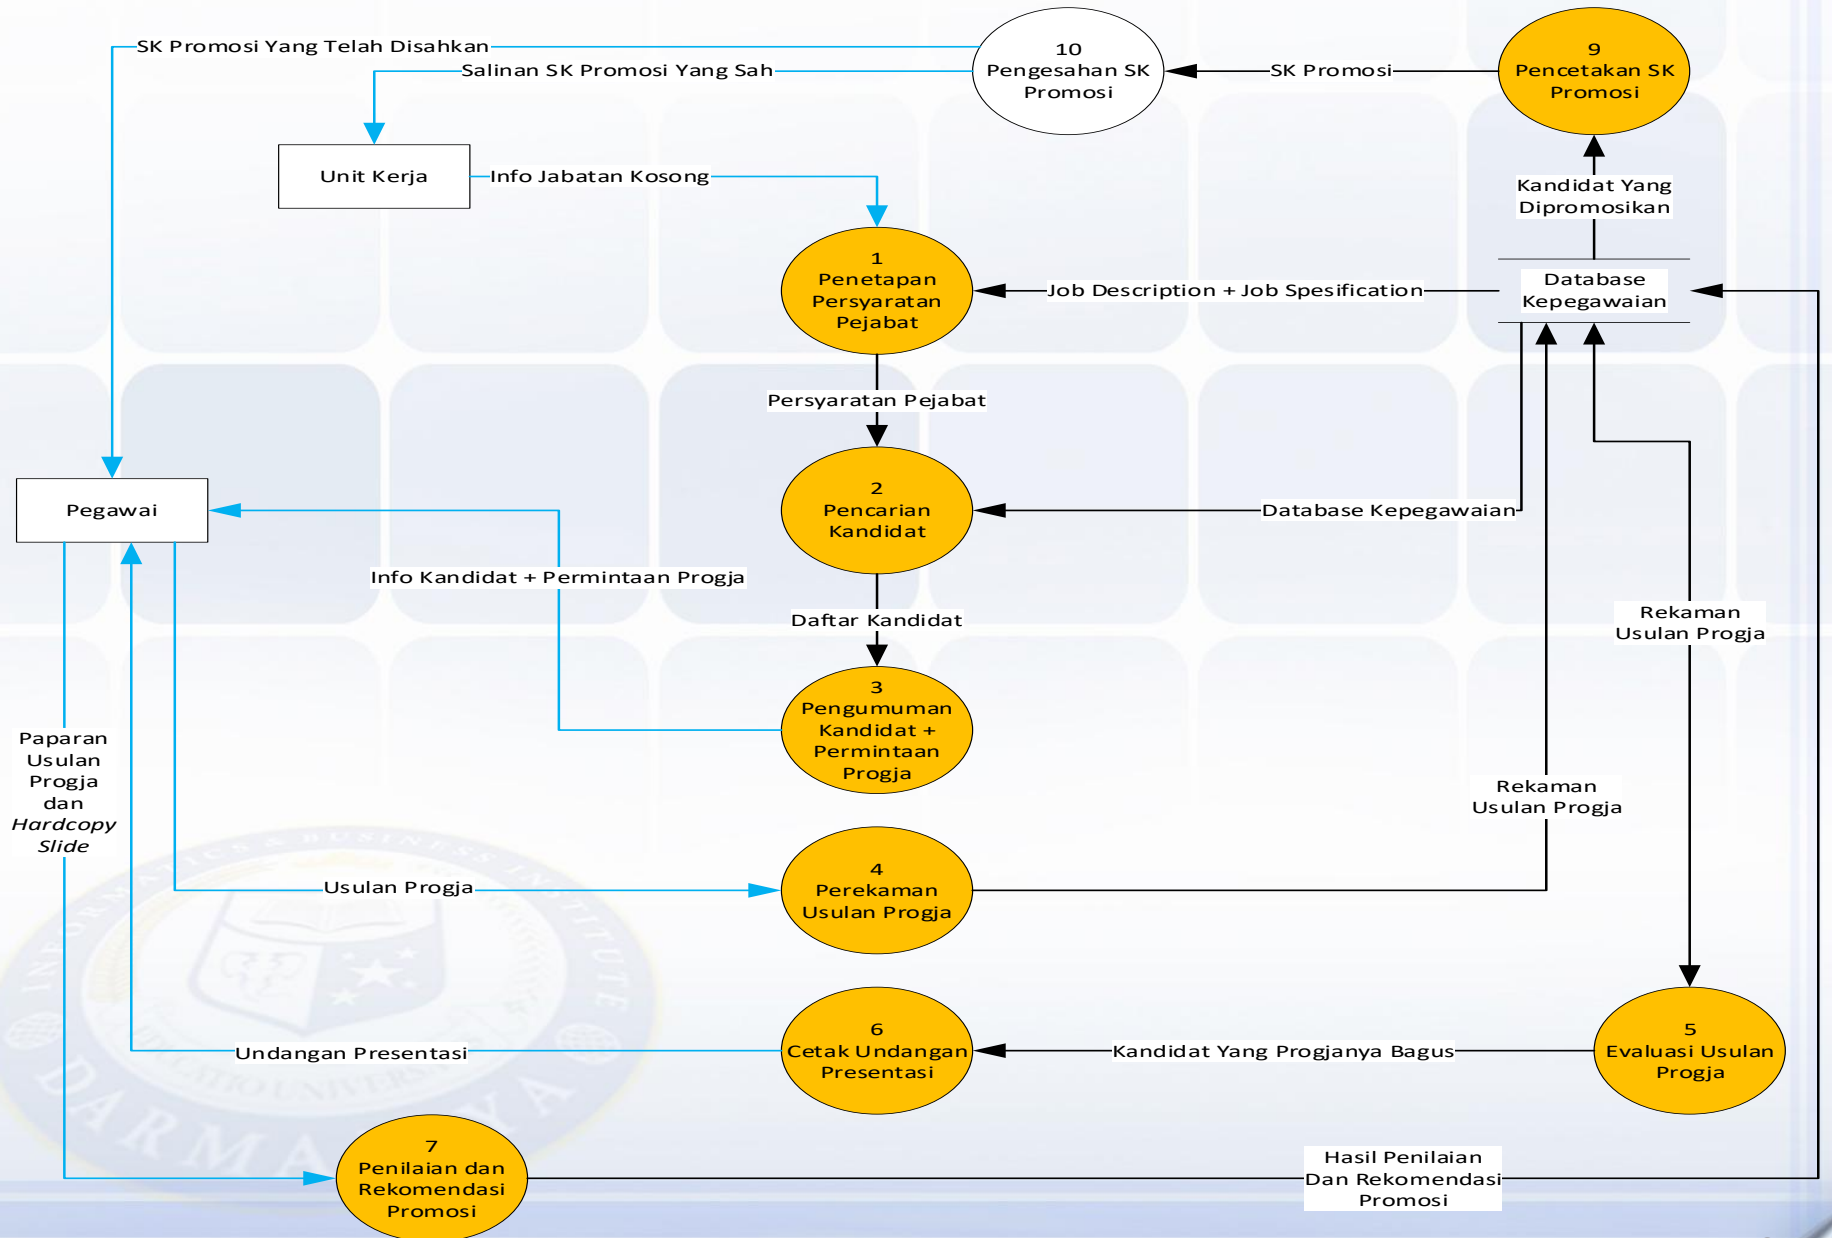 SK Promosi Yang Telah Disahkan
Salinan SK Promosi Yang Sah
10
Pengesahan SK
Promosi
SK Promosi
9
Pencetakan SK
Promosi
Unit Kerja
Info Jabatan Kosong
Kandidat Yang
Dipromosikan
1
Penetapan
Persyaratan
Pejabat
Job Description + Job Spesification
Database
Kepegawaian
Persyaratan Pejabat
Pegawai
2
Pencarian
Kandidat
Database Kepegawaian
Info Kandidat + Permintaan Progja
Daftar Kandidat
Rekaman
Usulan Progja
3
Pengumuman
Kandidat +
Permintaan
Progja
Paparan
Usulan
Progja
dan
Hardcopy
Slide
Rekaman
Usulan Progja
Usulan Progja
4
Perekaman
Usulan Progja
Undangan Presentasi
6
Cetak Undangan
Presentasi
Kandidat Yang Progjanya Bagus
5
Evaluasi Usulan
Progja
7
Penilaian dan
Rekomendasi
Promosi
Hasil Penilaian
Dan Rekomendasi
Promosi
INFORMATICS & BUSINESS INSTITUTE